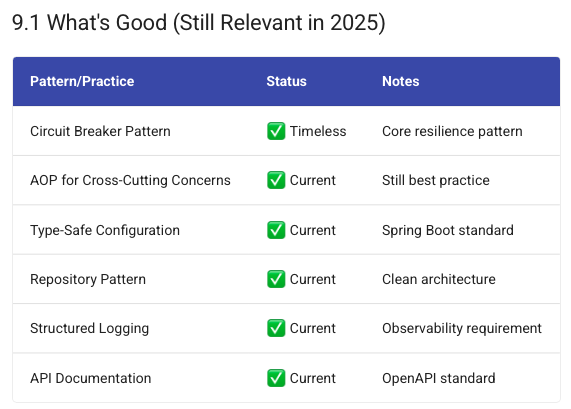 9.1 What's Good (Still Relevant in 2025)
Pattern/Practice Status Notes
Circuit Breaker Pattern ✅ Timeless Core resilience pattern
AOP for Cross-Cutting Concerns ✅ Current Still best practice
Type-Safe Configuration ✅ Current Spring Boot standard
Repository Pattern ✅ Current Clean architecture
Structured Logging ✅ Current Observability requirement
API Documentation ✅ Current OpenAPI standard